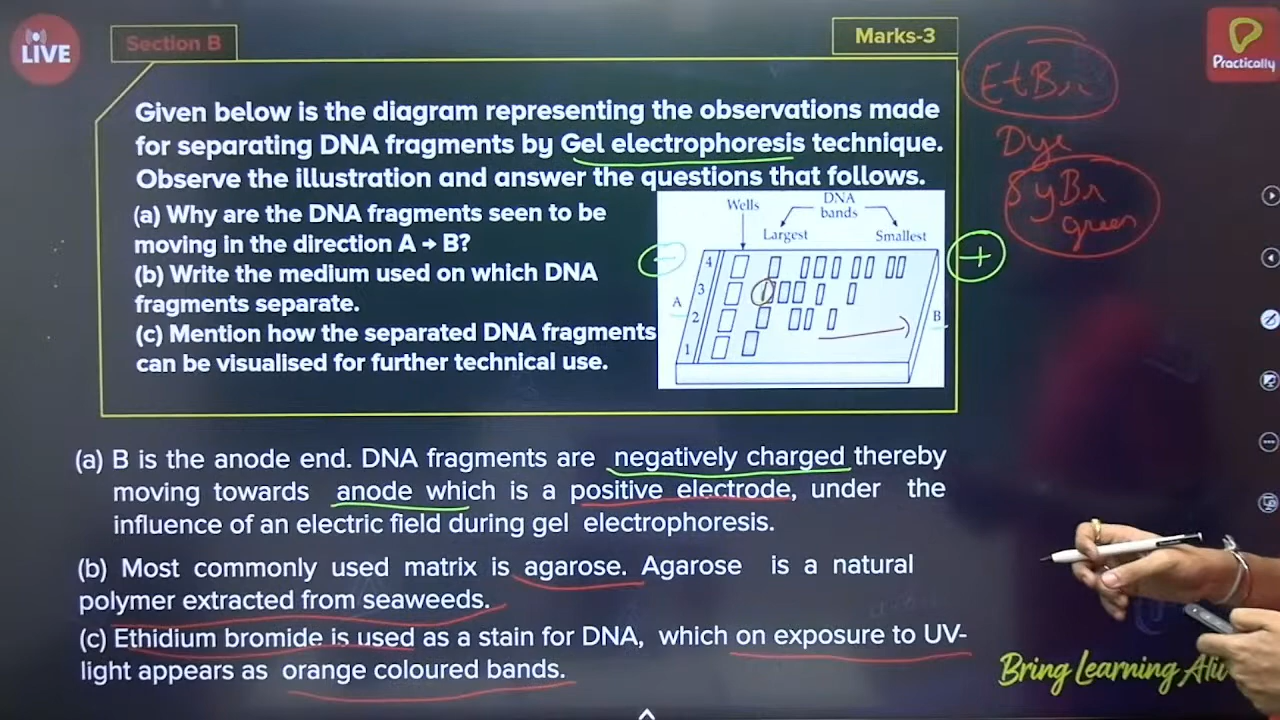 LIVE
Section B
Marks-3
Practically
EtBr
Dye
SyBr
green
Given below is the diagram representing the observations made
for separating DNA fragments by Gel electrophoresis technique.
Observe the illustration and answer the questions that follows.
(a) Why are the DNA fragments seen to be
moving in the direction A → B?
(b) Write the medium used on which DNA
fragments separate.
(c) Mention how the separated DNA fragments
can be visualised for further technical use.
Wells
DNA
bands
Largest
Smallest
− +
4
3
A
2
B
1
(a) B is the anode end. DNA fragments are negatively charged thereby
moving towards anode which is a positive electrode, under the
influence of an electric field during gel electrophoresis.
(b) Most commonly used matrix is agarose. Agarose is a natural
polymer extracted from seaweeds.
(c) Ethidium bromide is used as a stain for DNA, which on exposure to UV-
light appears as orange coloured bands.
Bring Learning Aliv